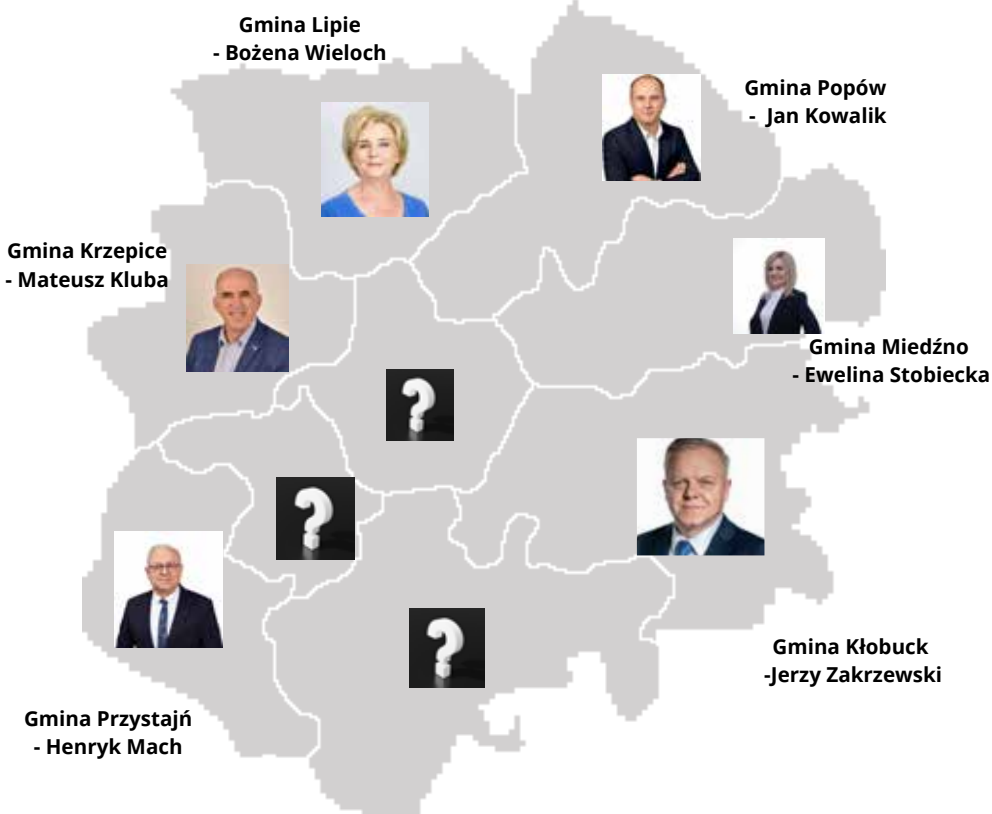 Gmina Lipie
- Bożena Wieloch
Gmina Popów
- Jan Kowalik
Gmina Krzepice
- Mateusz Kluba
Gmina Miedźno
- Ewelina Stobiecka
Gmina Kłobuck
-Jerzy Zakrzewski
Gmina Przystajń
- Henryk Mach